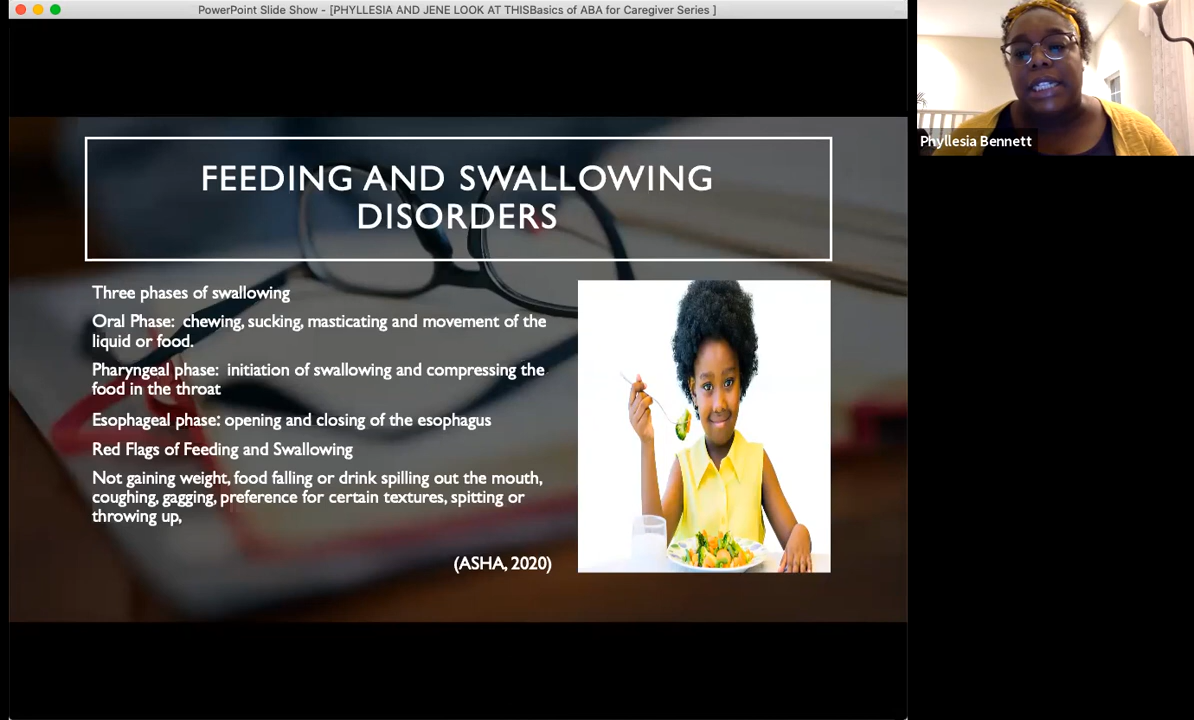 PowerPoint Slide Show - [PHYLLESIA AND JENE LOOK AT THISBasics of ABA for Caregiver Series ]
FEEDING AND SWALLOWING
DISORDERS
Three phases of swallowing
Oral Phase:  chewing, sucking, masticating and movement of the
liquid or food.
Pharyngeal phase:  initiation of swallowing and compressing the
food in the throat
Esophageal phase: opening and closing of the esophagus
Red Flags of Feeding and Swallowing
Not gaining weight, food falling or drink spilling out the mouth,
coughing, gagging, preference for certain textures, spitting or
throwing up,
(ASHA, 2020)
Phyllesia Bennett